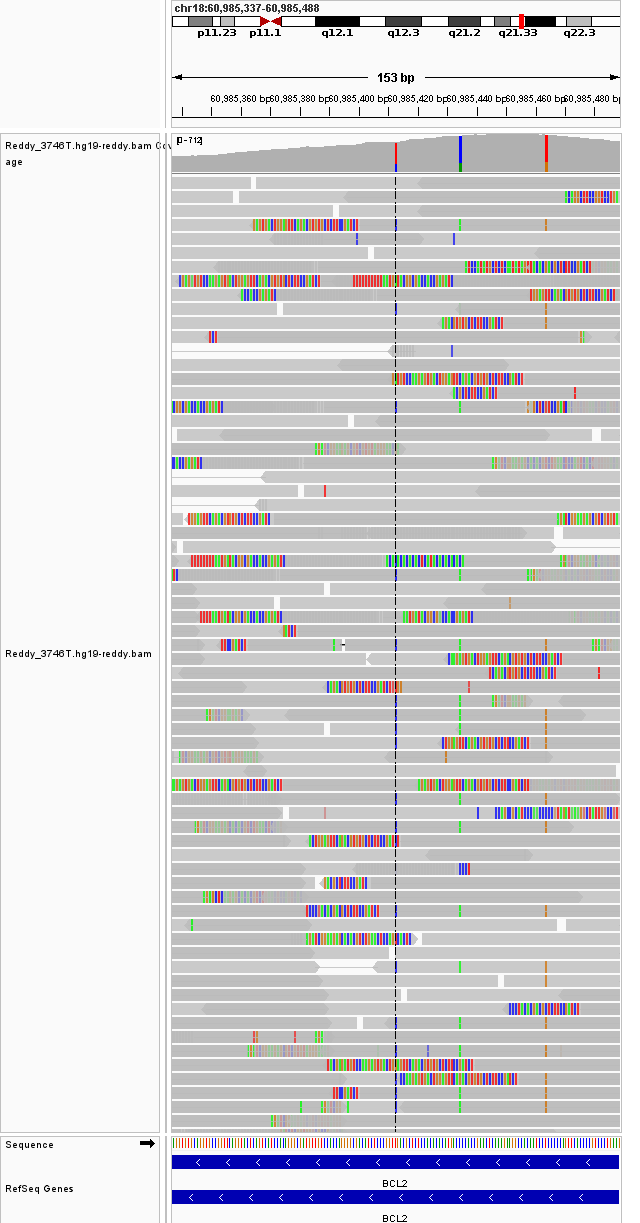 chr18:60,985,337-60,985,488
p11.23 p11.1 q12.1 q12.3 q21.2 q21.33 q22.3
153 bp
60,985,360 bp 60,985,380 bp 60,985,400 bp 60,985,420 bp 60,985,440 bp 60,985,460 bp 60,985,480 bp
Reddy_3746T.hg19-reddy.bam Cov
age
[0-712]
Reddy_3746T.hg19-reddy.bam
Sequence
RefSeq Genes
BCL2
BCL2